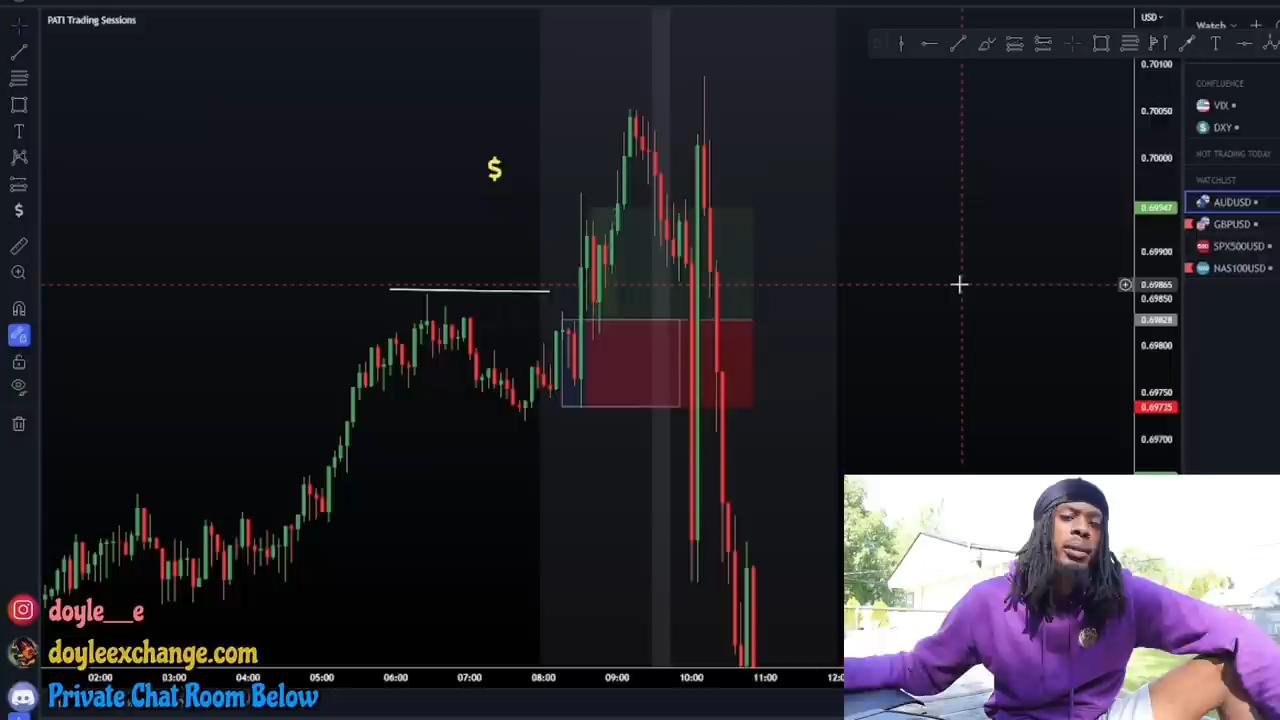 PATI Trading Sessions
USD
Watch
0.70100
CONFLUENCE
VIX
0.70050
DXY
0.70000
NOT TRADING TODAY
WATCHLIST
AUDUSD
0.69947
GBPUSD
0.69900
SPX500USD
NAS100USD
0.69865
0.69850
0.69828
0.69800
0.69750
0.69735
0.69700
$
$
doyle__e
doyleexchange.com
02:00 03:00 04:00 05:00 06:00 07:00 08:00 09:00 10:00 11:00
Private Chat Room Below